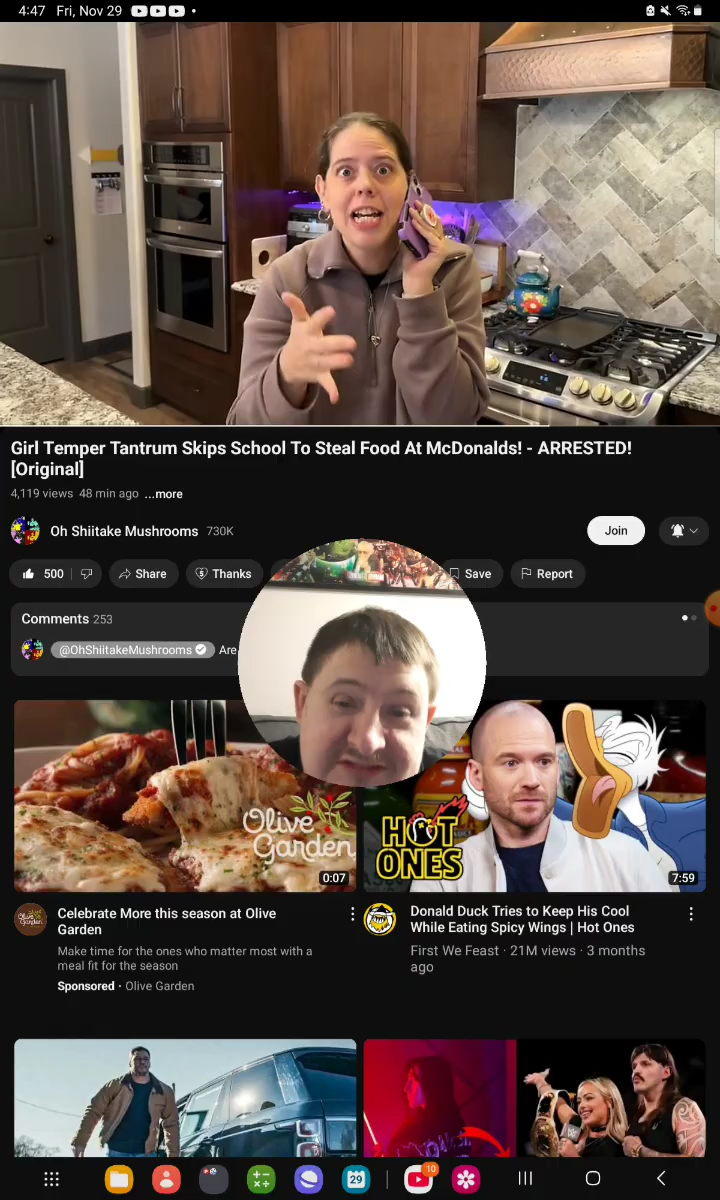 4:47 Fri, Nov 29
Girl Temper Tantrum Skips School To Steal Food At McDonalds! - ARRESTED!
[Original]
4,119 views 48 min ago ...more
Oh Shiitake Mushrooms 730K
Join
500
Share
Thanks
Save
Report
Comments 253
@OhShiitakeMushrooms Are
Olive
Garden
0:07
HOT
ONES
7:59
Olive Garden
Celebrate More this season at Olive
Garden
Make time for the ones who matter most with a
meal fit for the season
Sponsored · Olive Garden
Donald Duck Tries to Keep His Cool
While Eating Spicy Wings | Hot Ones
First We Feast · 21M views · 3 months
ago
29
10